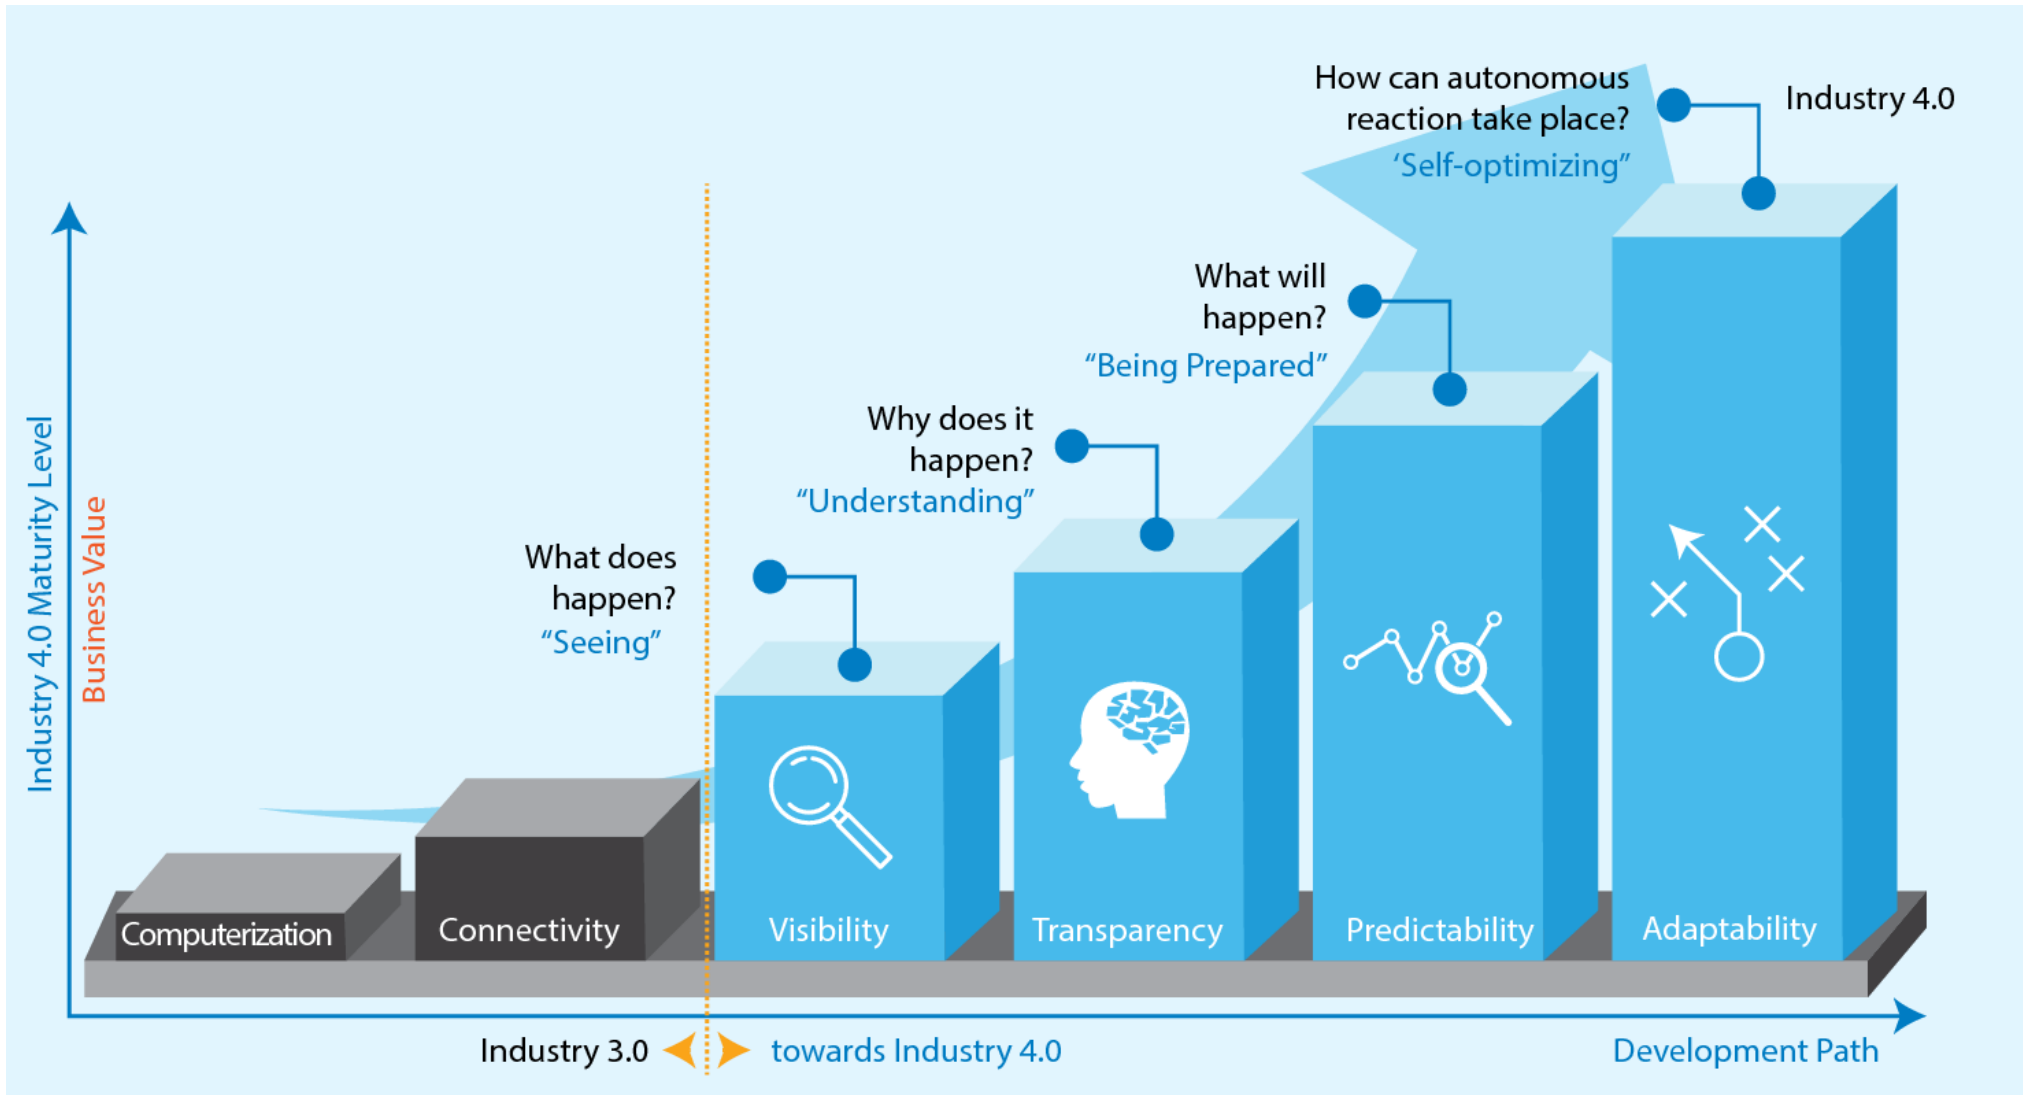 How can autonomous
reaction take place?
‘Self-optimizing”
Industry 4.0
What will
happen?
“Being Prepared”
Why does it
happen?
“Understanding”
What does
happen?
“Seeing”
Industry 4.0 Maturity Level
Business Value
Computerization
Connectivity
Visibility
Transparency
Predictability
Adaptability
Industry 3.0
towards Industry 4.0
Development Path